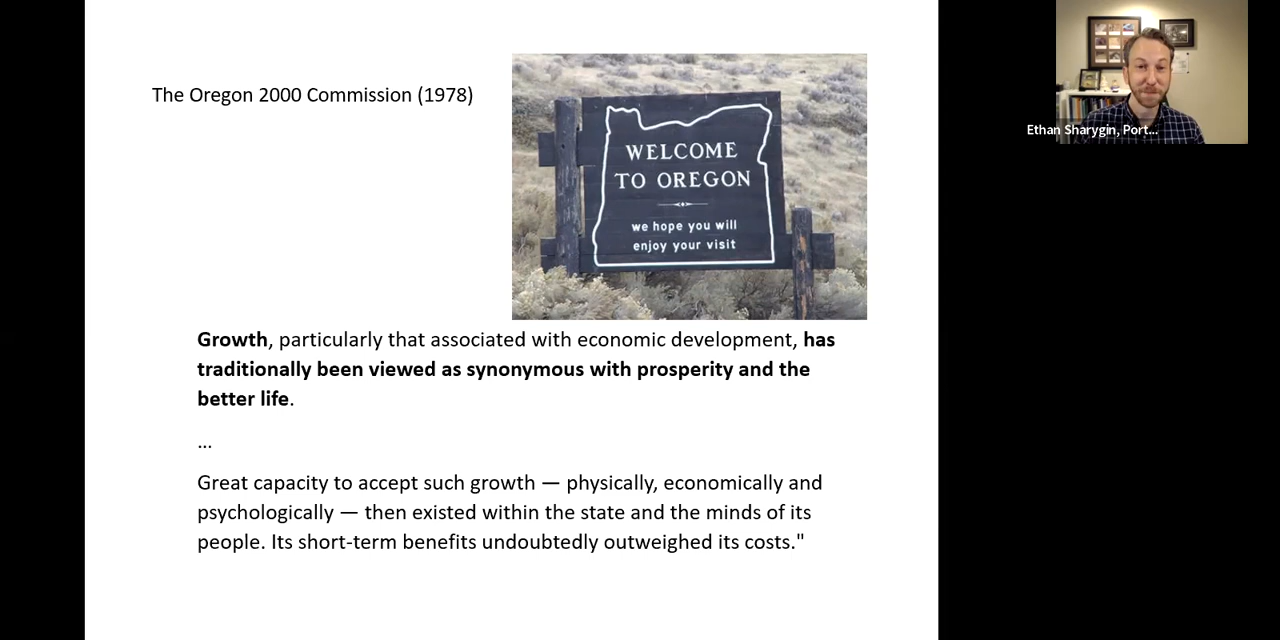 The Oregon 2000 Commission (1978)
WELCOME
TO OREGON
we hope you will
enjoy your visit
Growth, particularly that associated with economic development, has
traditionally been viewed as synonymous with prosperity and the
better life.
...
Great capacity to accept such growth — physically, economically and
psychologically — then existed within the state and the minds of its
people. Its short-term benefits undoubtedly outweighed its costs."
Ethan Sharygin, Port...